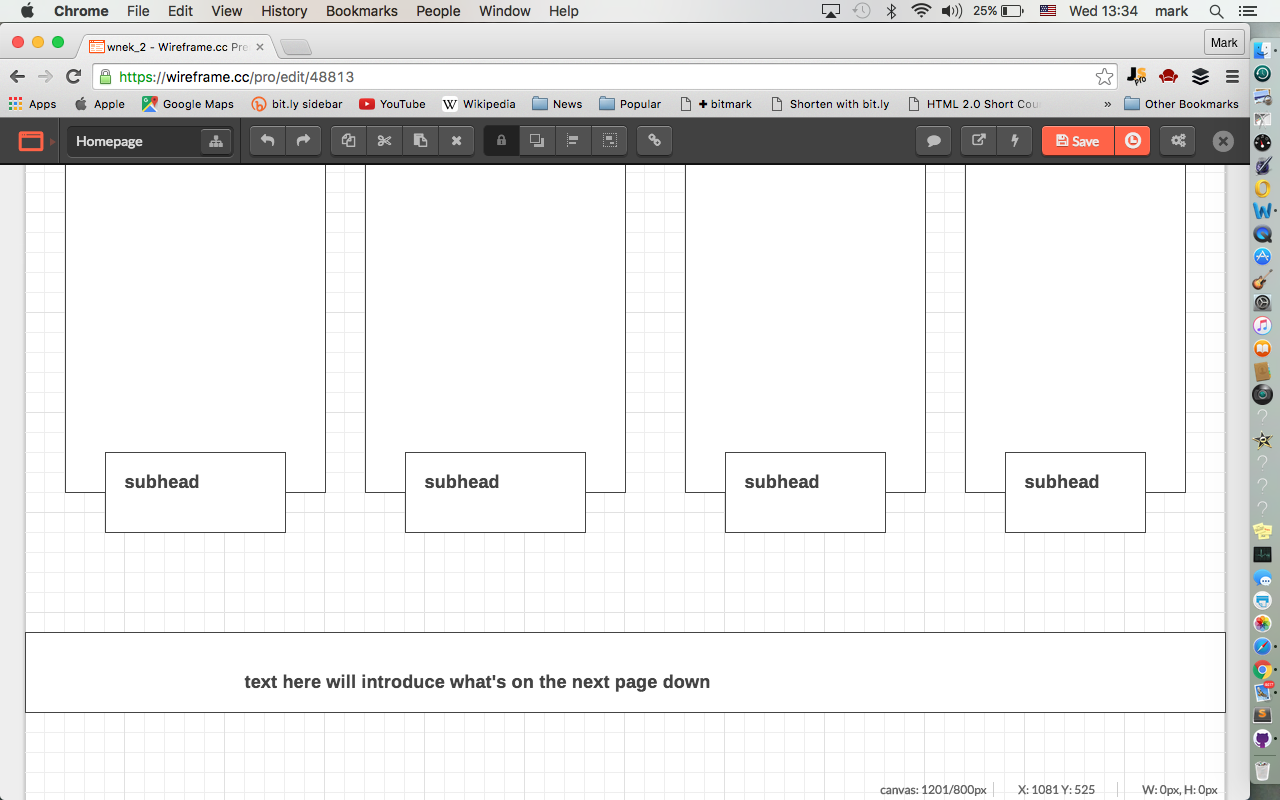 Chrome File Edit View History Bookmarks People Window Help 25% Wed 13:34 mark
wnek_2 - Wireframe.cc Pre Mark
https://wireframe.cc/pro/edit/48813
Apps Apple Google Maps bit.ly sidebar YouTube Wikipedia News Popular + bitmark Shorten with bit.ly HTML 2.0 Short Cou » Other Bookmarks
Homepage Save
subhead subhead subhead subhead
text here will introduce what's on the next page down
canvas: 1201/800px X: 1081 Y: 525 W: 0px, H: 0px